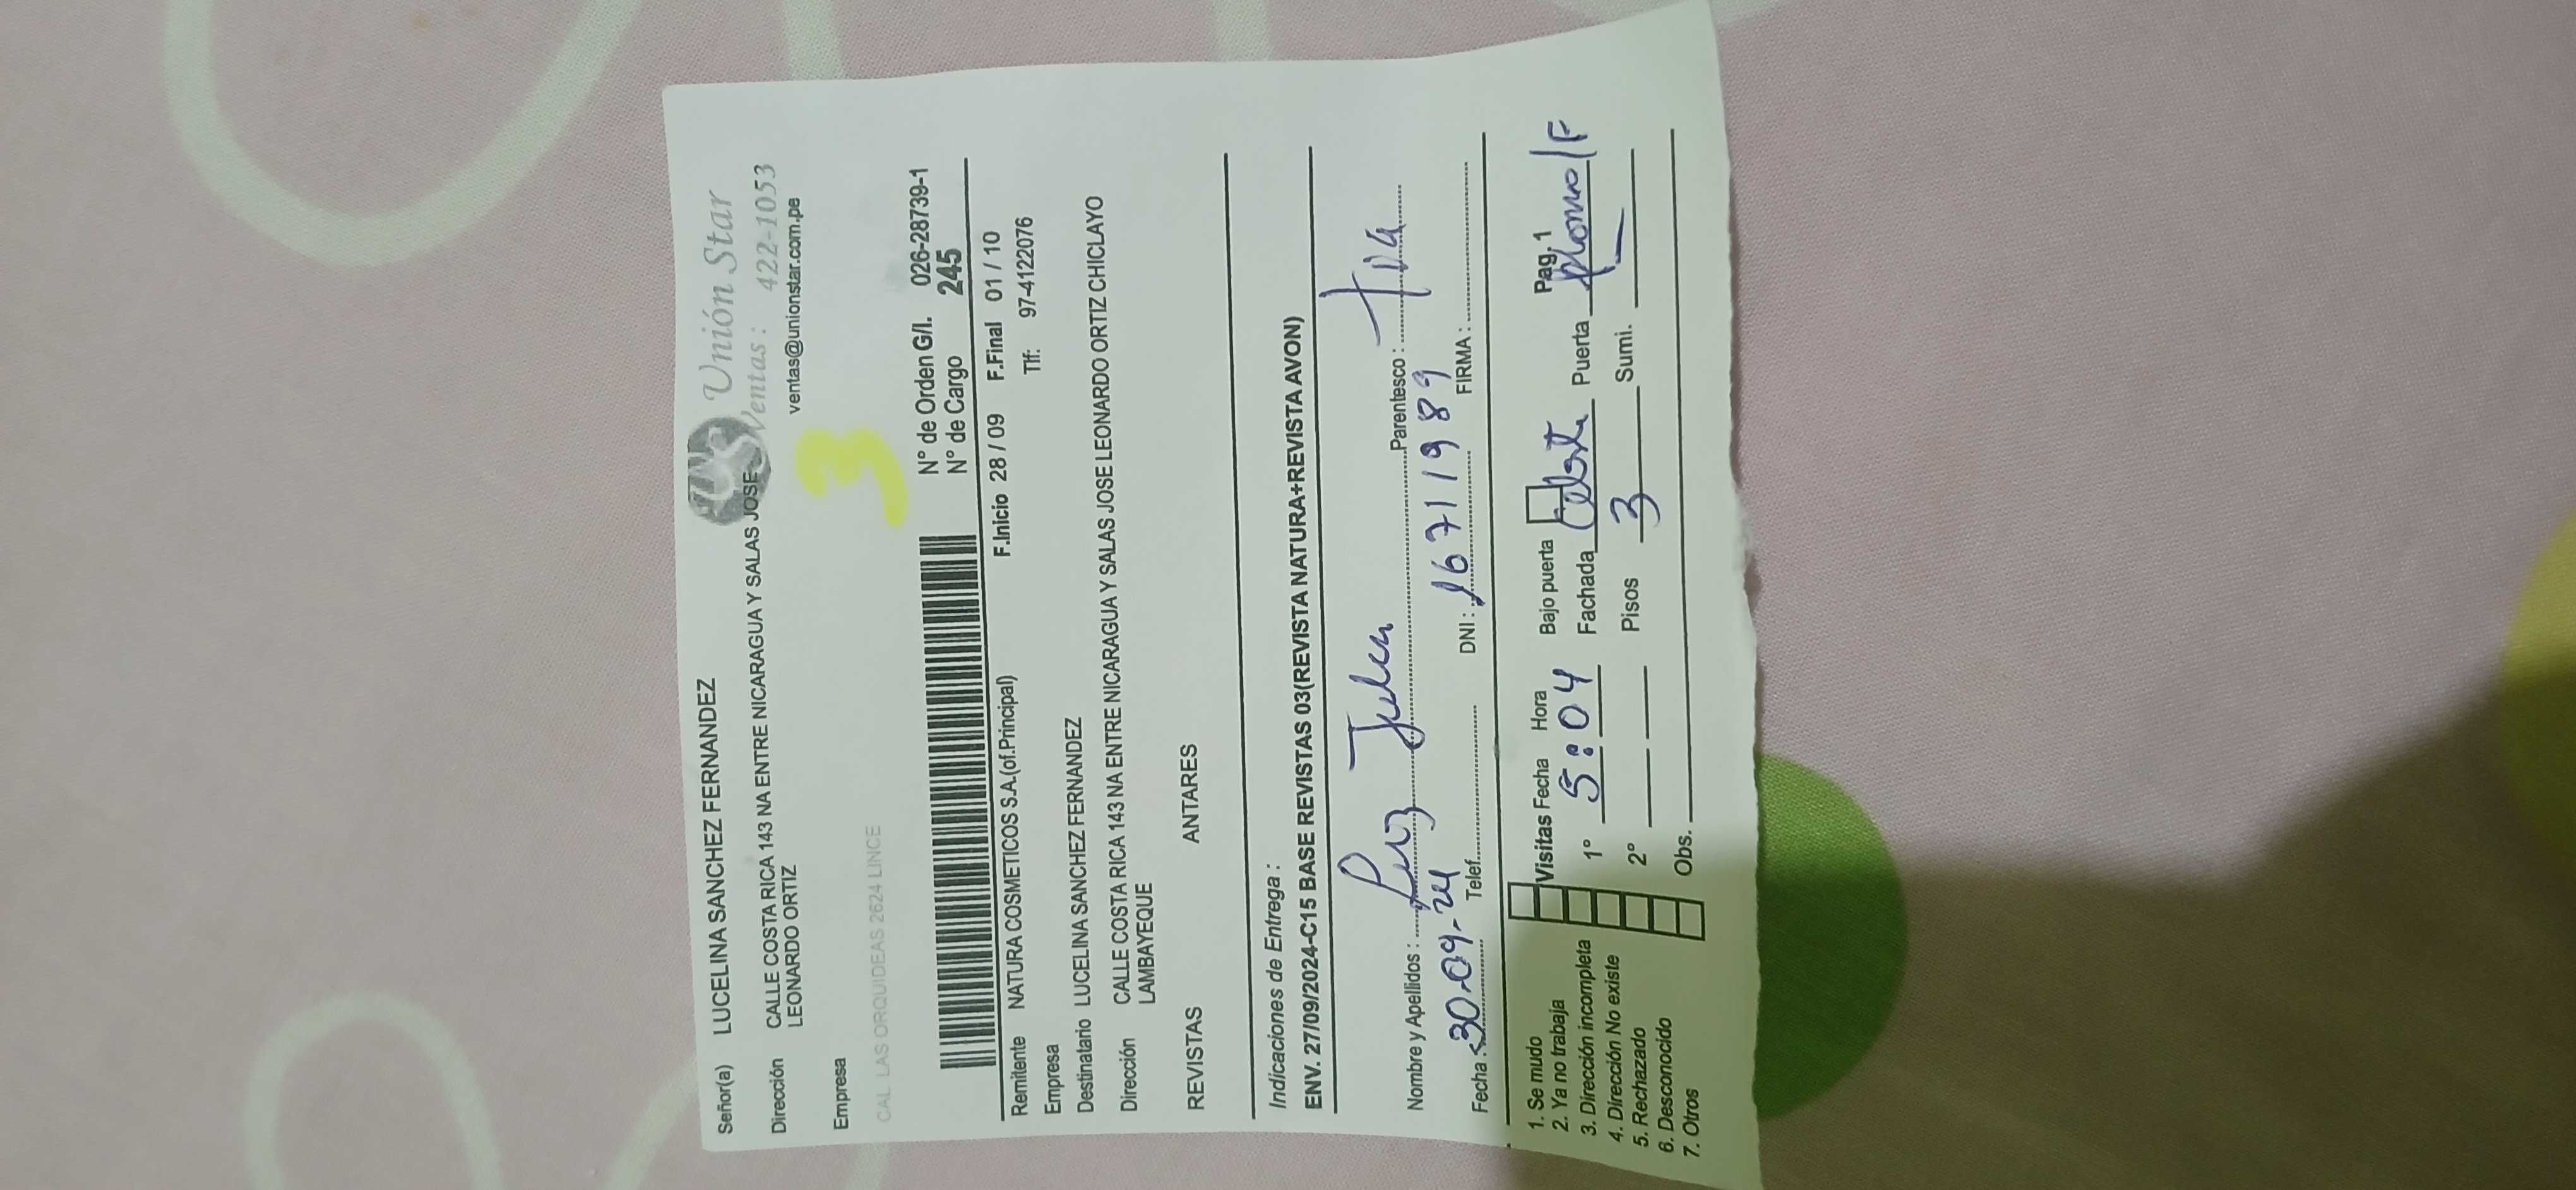 Señor(a) LUCELINA SANCHEZ FERNANDEZ
Unión Star
Ventas : 422-1053
Dirección CALLE COSTA RICA 143 NA ENTRE NICARAGUA Y SALAS JOSE
LEONARDO ORTIZ
ventas@unionstar.com.pe
Empresa
3
CAL LAS ORQUIDEAS 2624 LINCE
N° de Orden G/I. 026-28739-1
N° de Cargo 245
Remitente NATURA COSMETICOS S.A.(of.Principal) F.Inicio 28 / 09 F.Final 01 / 10
Empresa Tlf. 97-4122076
Destinatario LUCELINA SANCHEZ FERNANDEZ
Dirección CALLE COSTA RICA 143 NA ENTRE NICARAGUA Y SALAS JOSE LEONARDO ORTIZ CHICLAYO
LAMBAYEQUE
REVISTAS ANTARES
Indicaciones de Entrega :
ENV. 27/09/2024-C15 BASE REVISTAS 03(REVISTA NATURA+REVISTA AVON)
Nombre y Apellidos : Parentesco :
Fecha : 30-09-24 Telef. DNI : 16711989 FIRMA :
1. Se mudo
2. Ya no trabaja Visitas Fecha Hora Bajo puerta Pag.1
3. Dirección incompleta 1° 5:04 Fachada Celeste Puerta plomo/F
4. Dirección No existe 2° Pisos 3 Sumi.
5. Rechazado
6. Desconocido Obs.
7. Otros